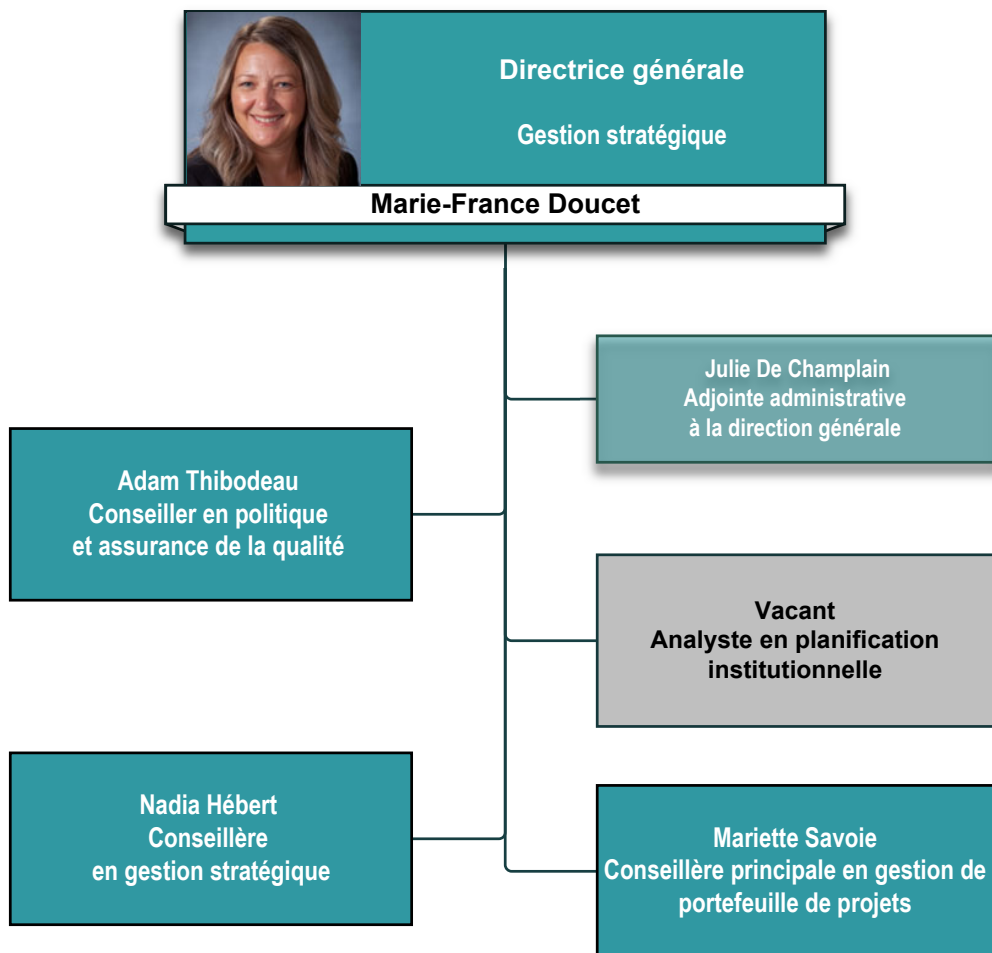 Directrice générale
Gestion stratégique
Marie-France Doucet
Julie De Champlain
Adjointe administrative
à la direction générale
Adam Thibodeau
Conseiller en politique
et assurance de la qualité
Vacant
Analyste en planification
institutionnelle
Nadia Hébert
Conseillère
en gestion stratégique
Mariette Savoie
Conseillère principale en gestion de
portefeuille de projets